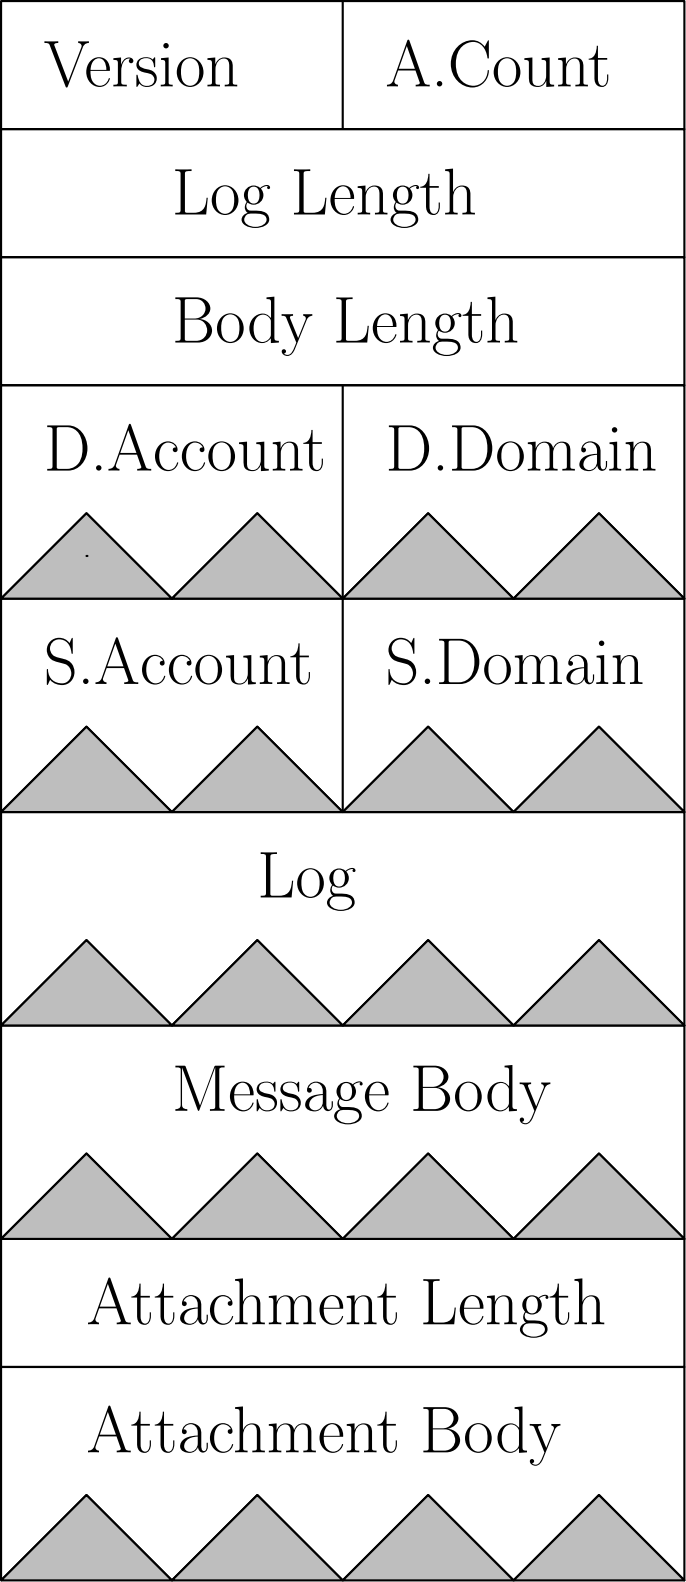 Version A.Count
Log Length
Body Length
D.Account D.Domain
S.Account S.Domain
Log
Message Body
Attachment Length
Attachment Body